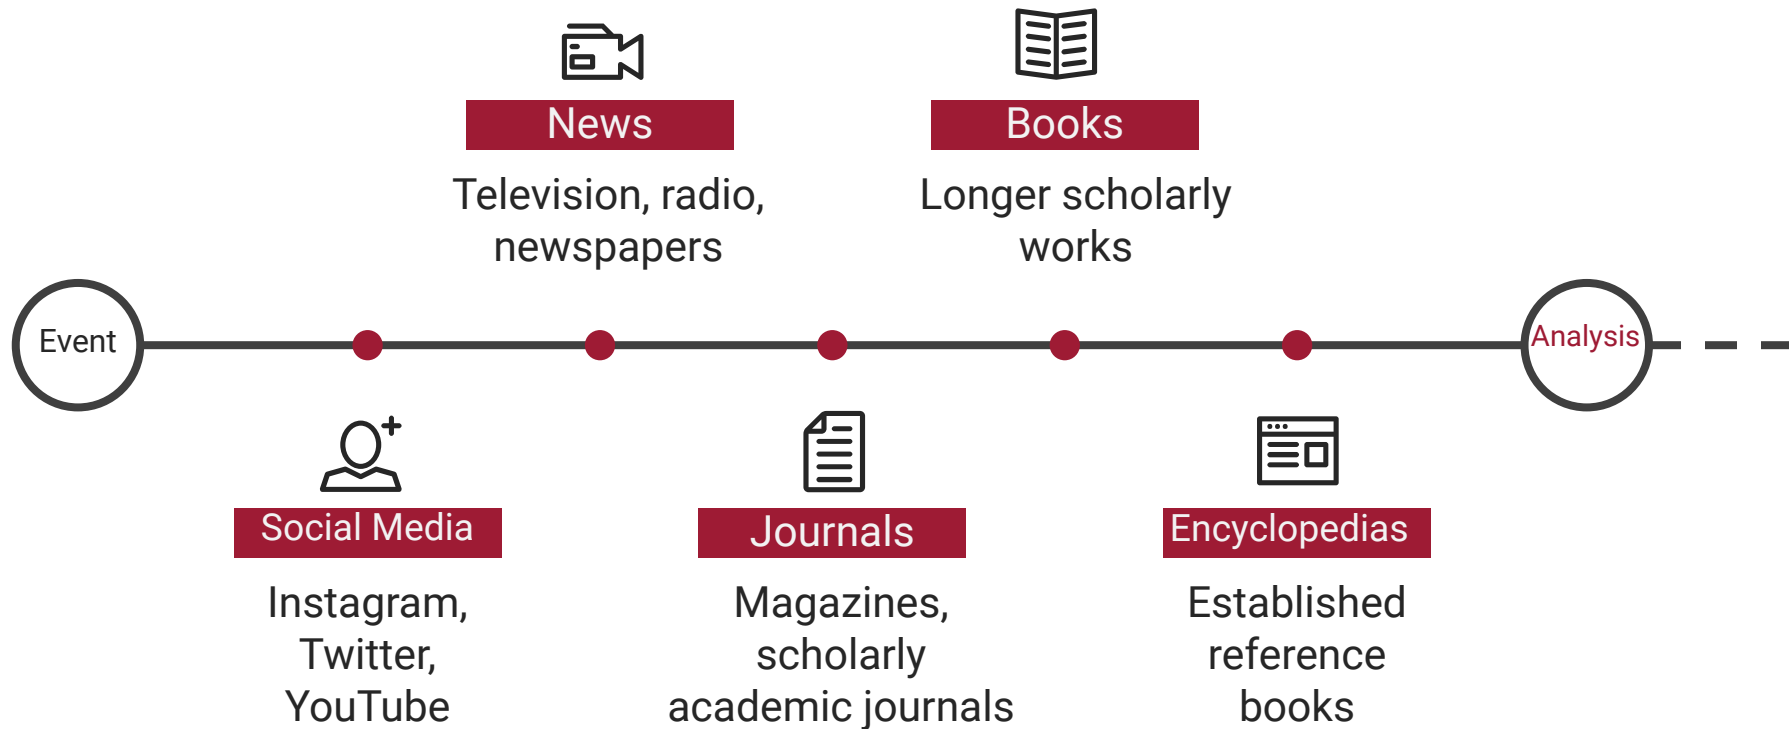 News
Television, radio,
newspapers
Books
Longer scholarly
works
Event
Analysis
Social Media
Instagram,
Twitter,
YouTube
Journals
Magazines,
scholarly
academic journals
Encyclopedias
Established
reference
books